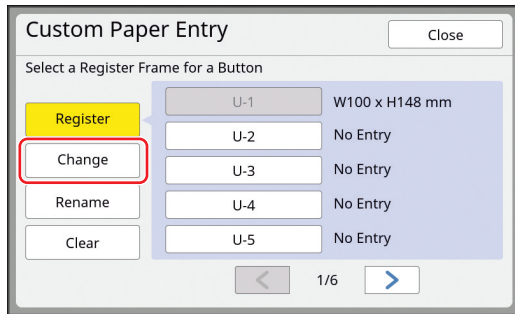 Custom Paper Entry
Close
Select a Register Frame for a Button
Register
Change
Rename
Clear
U-1 W100 x H148 mm
U-2 No Entry
U-3 No Entry
U-4 No Entry
U-5 No Entry
1/6